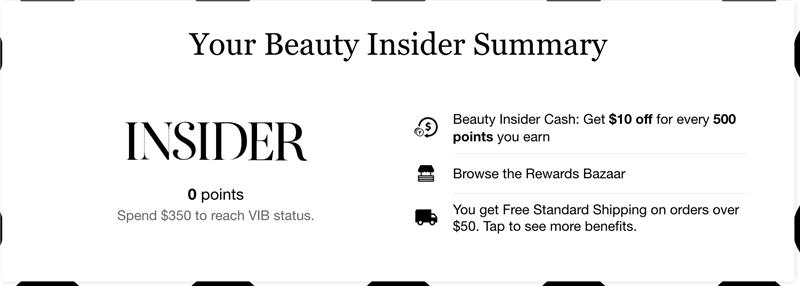 Your Beauty Insider Summary
INSIDER
0 points
Spend $350 to reach VIB status.
$
Beauty Insider Cash: Get $10 off for every 500
points you earn
Browse the Rewards Bazaar
You get Free Standard Shipping on orders over
$50. Tap to see more benefits.